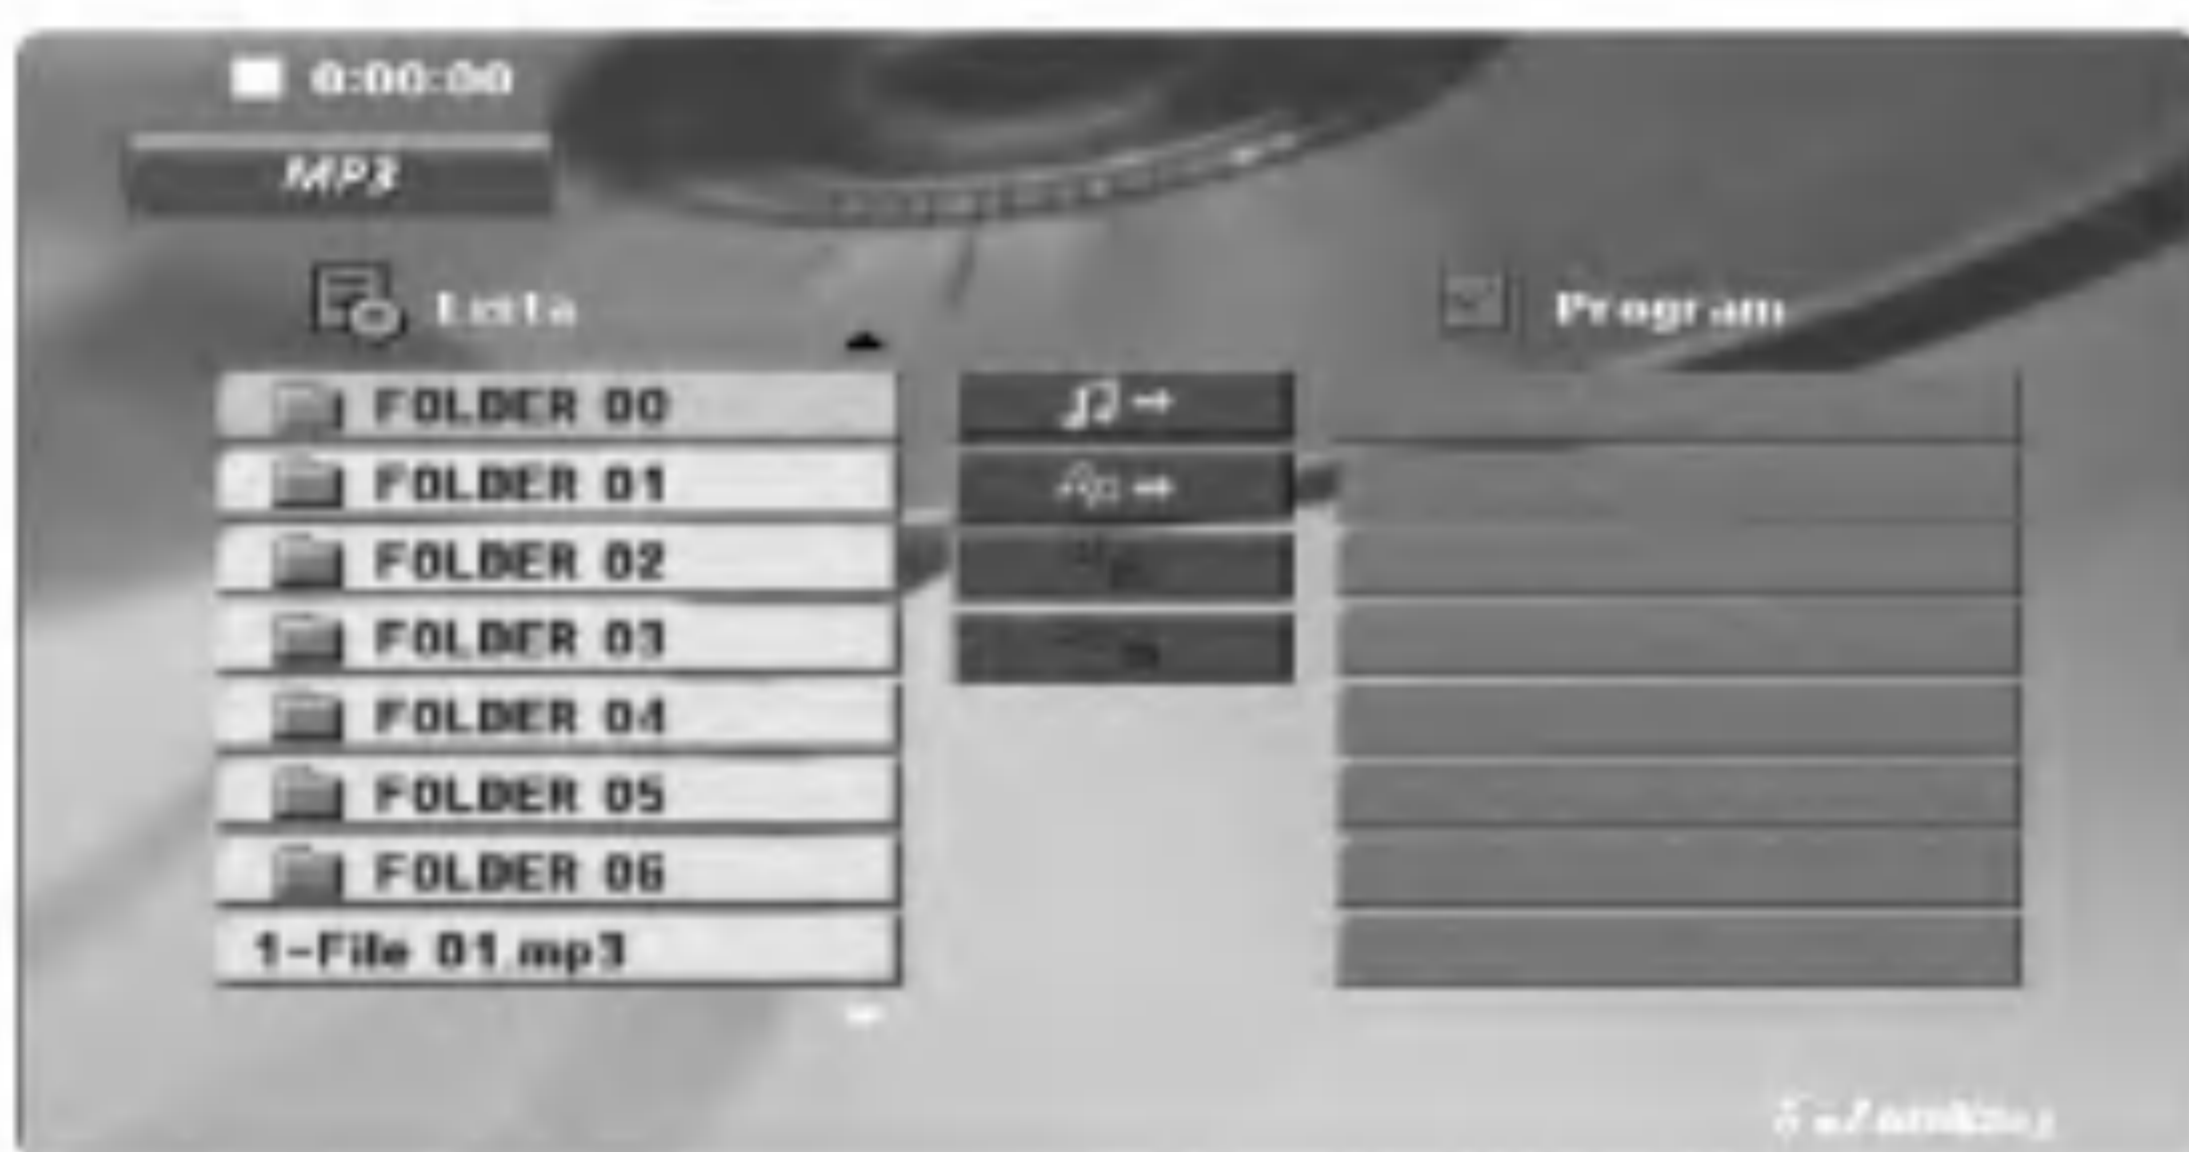 0:00:00
MP3
Lista
Program
FOLDER 00
FOLDER 01
FOLDER 02
FOLDER 03
FOLDER 04
FOLDER 05
FOLDER 06
1-File 01.mp3